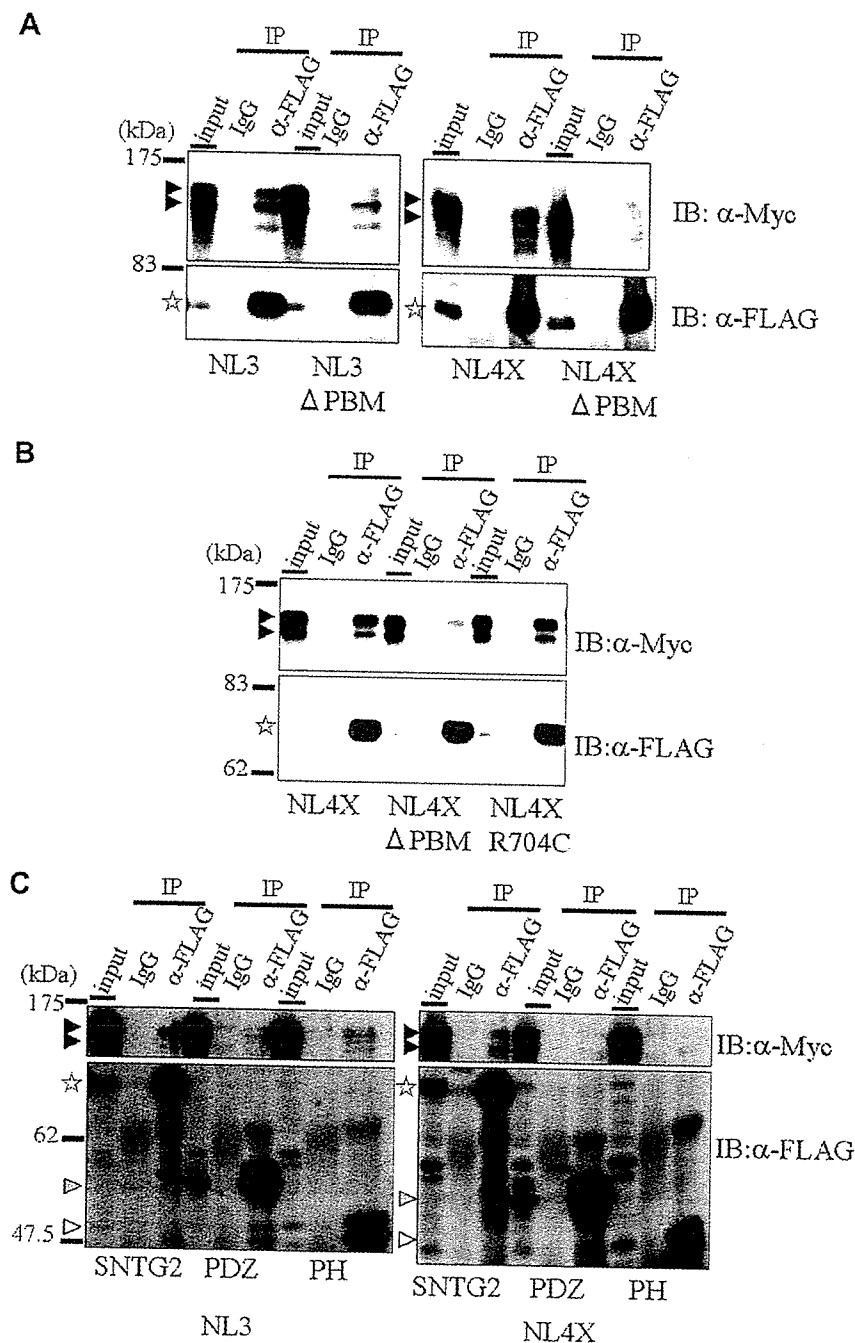 A
IP IP IP IP
input IgG α-FLAG input IgG α-FLAG input IgG α-FLAG input IgG α-FLAG
(kDa)
175
IB: α-Myc
83
IB: α-FLAG
NL3 NL3 NL4X NL4X
Δ PBM Δ PBM
B
IP IP IP
input IgG α-FLAG input IgG α-FLAG input IgG α-FLAG
(kDa)
175
IB:α-Myc
83
IB:α-FLAG
62
NL4X NL4X NL4X
Δ PBM R704C
C
IP IP IP IP IP IP
input IgG α-FLAG input IgG α-FLAG input IgG α-FLAG input IgG α-FLAG input IgG α-FLAG input IgG α-FLAG
(kDa)
175
IB:α-Myc
62
IB:α-FLAG
47.5
SNTG2 PDZ PH SNTG2 PDZ PH
NL3 NL4X